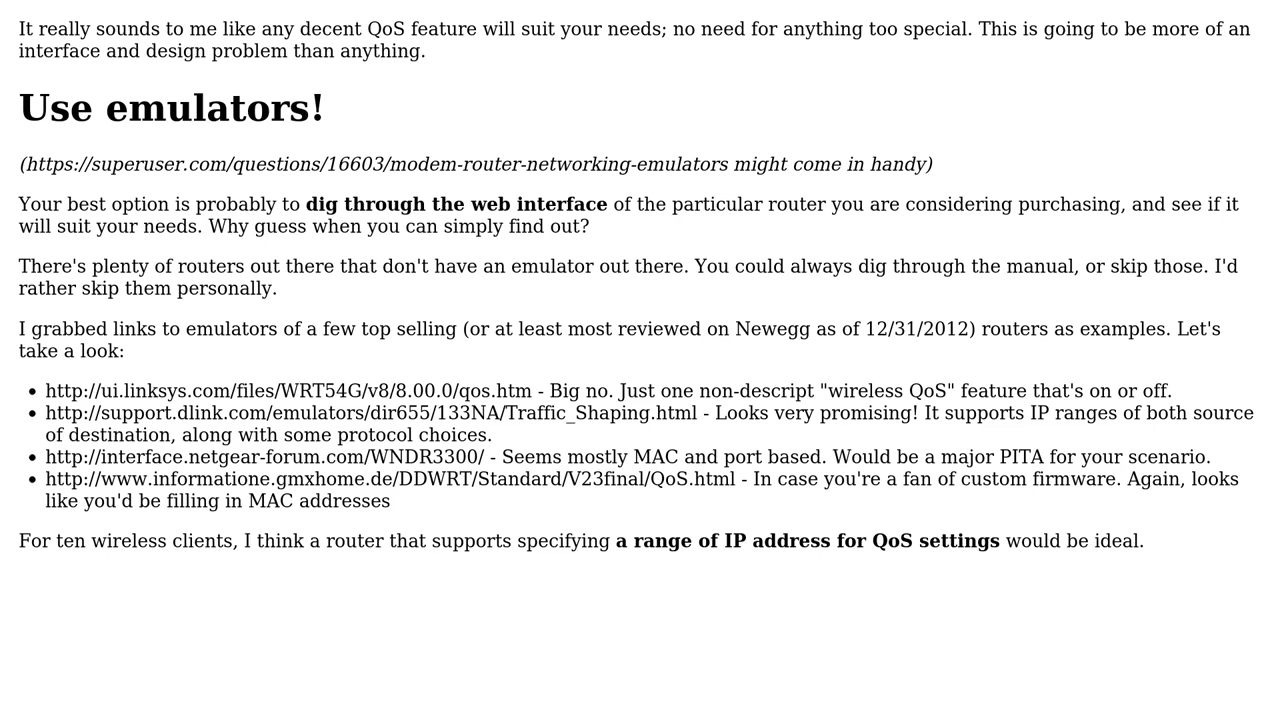 It really sounds to me like any decent QoS feature will suit your needs; no need for anything too special. This is going to be more of an
interface and design problem than anything.
Use emulators!
(https://superuser.com/questions/16603/modem-router-networking-emulators might come in handy)
Your best option is probably to dig through the web interface of the particular router you are considering purchasing, and see if it
will suit your needs. Why guess when you can simply find out?
There's plenty of routers out there that don't have an emulator out there. You could always dig through the manual, or skip those. I'd
rather skip them personally.
I grabbed links to emulators of a few top selling (or at least most reviewed on Newegg as of 12/31/2012) routers as examples. Let's
take a look:
• http://ui.linksys.com/files/WRT54G/v8/8.00.0/qos.htm - Big no. Just one non-descript "wireless QoS" feature that's on or off.
• http://support.dlink.com/emulators/dir655/133NA/Traffic_Shaping.html - Looks very promising! It supports IP ranges of both source
of destination, along with some protocol choices.
• http://interface.netgear-forum.com/WNDR3300/ - Seems mostly MAC and port based. Would be a major PITA for your scenario.
• http://www.informatione.gmxhome.de/DDWRT/Standard/V23final/QoS.html - In case you're a fan of custom firmware. Again, looks
like you'd be filling in MAC addresses
For ten wireless clients, I think a router that supports specifying a range of IP address for QoS settings would be ideal.